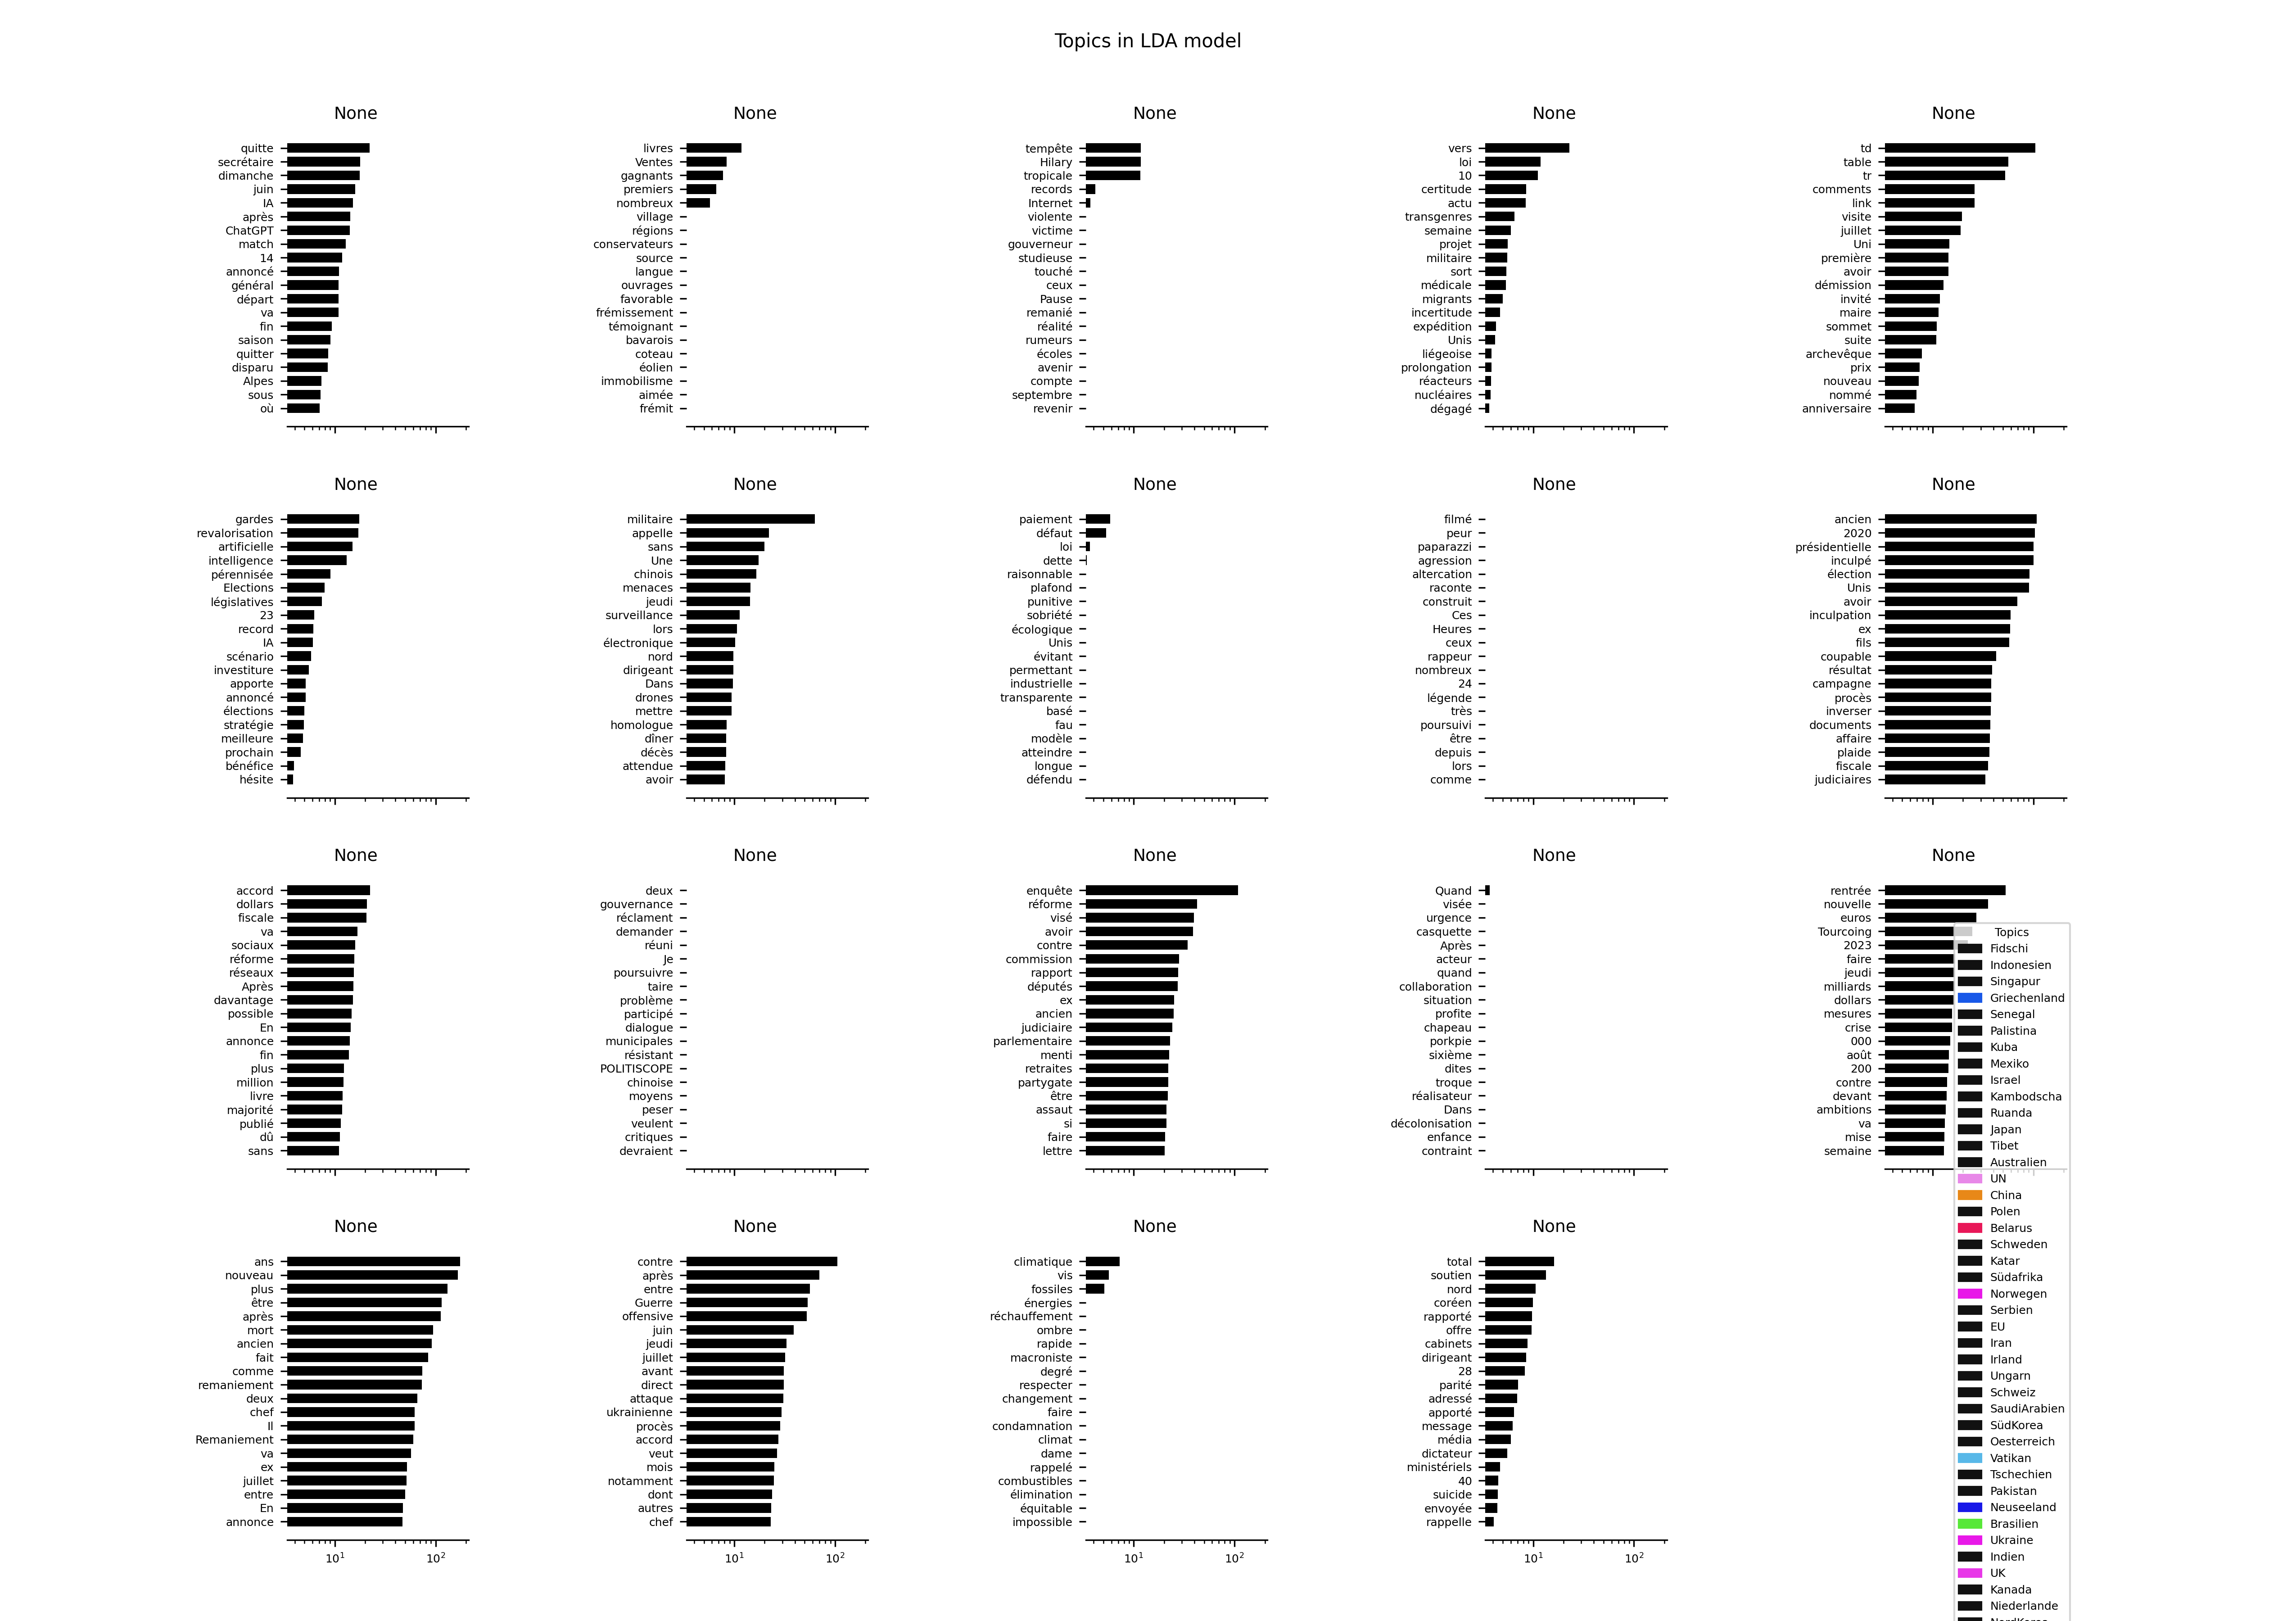 Topics in LDA model
None
quitte
secrétaire
dimanche
juin
IA
après
ChatGPT
match
14
annoncé
général
départ
va
fin
saison
quitter
disparu
Alpes
sous
où
None
livres
Ventes
gagnants
premiers
nombreux
village
régions
conservateurs
source
langue
ouvrages
favorable
frémissement
témoignant
bavarois
coteau
éolien
immobilisme
aimée
frémit
None
tempête
Hilary
tropicale
records
Internet
violente
victime
gouverneur
studieuse
touché
ceux
Pause
remanié
réalité
rumeurs
écoles
avenir
compte
septembre
revenir
None
vers
loi
10
certitude
actu
transgenres
semaine
projet
militaire
sort
médicale
migrants
incertitude
expédition
Unis
liégeoise
prolongation
réacteurs
nucléaires
dégagé
None
td
table
tr
comments
link
visite
juillet
Uni
première
avoir
démission
invité
maire
sommet
suite
archevêque
prix
nouveau
nommé
anniversaire
None
gardes
revalorisation
artificielle
intelligence
pérennisée
Elections
législatives
23
record
IA
scénario
investiture
apporte
annoncé
élections
stratégie
meilleure
prochain
bénéfice
hésite
None
militaire
appelle
sans
Une
chinois
menaces
jeudi
surveillance
lors
électronique
nord
dirigeant
Dans
drones
mettre
homologue
dîner
décès
attendue
avoir
None
paiement
défaut
loi
dette
raisonnable
plafond
punitive
sobriété
écologique
Unis
évitant
permettant
industrielle
transparente
basé
fau
modèle
atteindre
longue
défendu
None
filmé
peur
paparazzi
agression
altercation
raconte
construit
Ces
Heures
ceux
rappeur
nombreux
24
légende
très
poursuivi
être
depuis
lors
comme
None
ancien
2020
présidentielle
inculpé
élection
Unis
avoir
inculpation
ex
fils
coupable
résultat
campagne
procès
inverser
documents
affaire
plaide
fiscale
judiciaires
None
accord
dollars
fiscale
va
sociaux
réforme
réseaux
Après
davantage
possible
En
annonce
fin
plus
million
livre
majorité
publié
dû
sans
None
deux
gouvernance
réclament
demander
réuni
Je
poursuivre
taire
problème
participé
dialogue
municipales
résistant
POLITISCOPE
chinoise
moyens
peser
veulent
critiques
devraient
None
enquête
réforme
visé
avoir
contre
commission
rapport
députés
ex
ancien
judiciaire
parlementaire
menti
retraites
partygate
être
assaut
si
faire
lettre
None
Quand
visée
urgence
casquette
Après
acteur
quand
collaboration
situation
profite
chapeau
porkpie
sixième
dites
troque
réalisateur
Dans
décolonisation
enfance
contraint
None
rentrée
nouvelle
euros
Tourcoing
2023
faire
jeudi
milliards
dollars
mesures
crise
000
août
200
contre
devant
ambitions
va
mise
semaine
None
ans
nouveau
plus
être
après
mort
ancien
fait
comme
remaniement
deux
chef
Il
Remaniement
va
ex
juillet
entre
En
annonce
10^1 10^2
None
contre
après
entre
Guerre
offensive
juin
jeudi
juillet
avant
direct
attaque
ukrainienne
procès
accord
veut
mois
notamment
dont
autres
chef
10^1 10^2
None
climatique
vis
fossiles
énergies
réchauffement
ombre
rapide
macroniste
degré
respecter
changement
faire
condamnation
climat
dame
rappelé
combustibles
élimination
équitable
impossible
10^1 10^2
None
total
soutien
nord
coréen
rapporté
offre
cabinets
dirigeant
28
parité
adressé
apporté
message
média
dictateur
ministériels
40
suicide
envoyée
rappelle
10^1 10^2
Topics
Fidschi
Indonesien
Singapur
Griechenland
Senegal
Palistina
Kuba
Mexiko
Israel
Kambodscha
Ruanda
Japan
Tibet
Australien
UN
China
Polen
Belarus
Schweden
Katar
Südafrika
Norwegen
Serbien
EU
Iran
Irland
Ungarn
Schweiz
SaudiArabien
SüdKorea
Oesterreich
Vatikan
Tschechien
Pakistan
Neuseeland
Brasilien
Ukraine
Indien
UK
Kanada
Niederlande